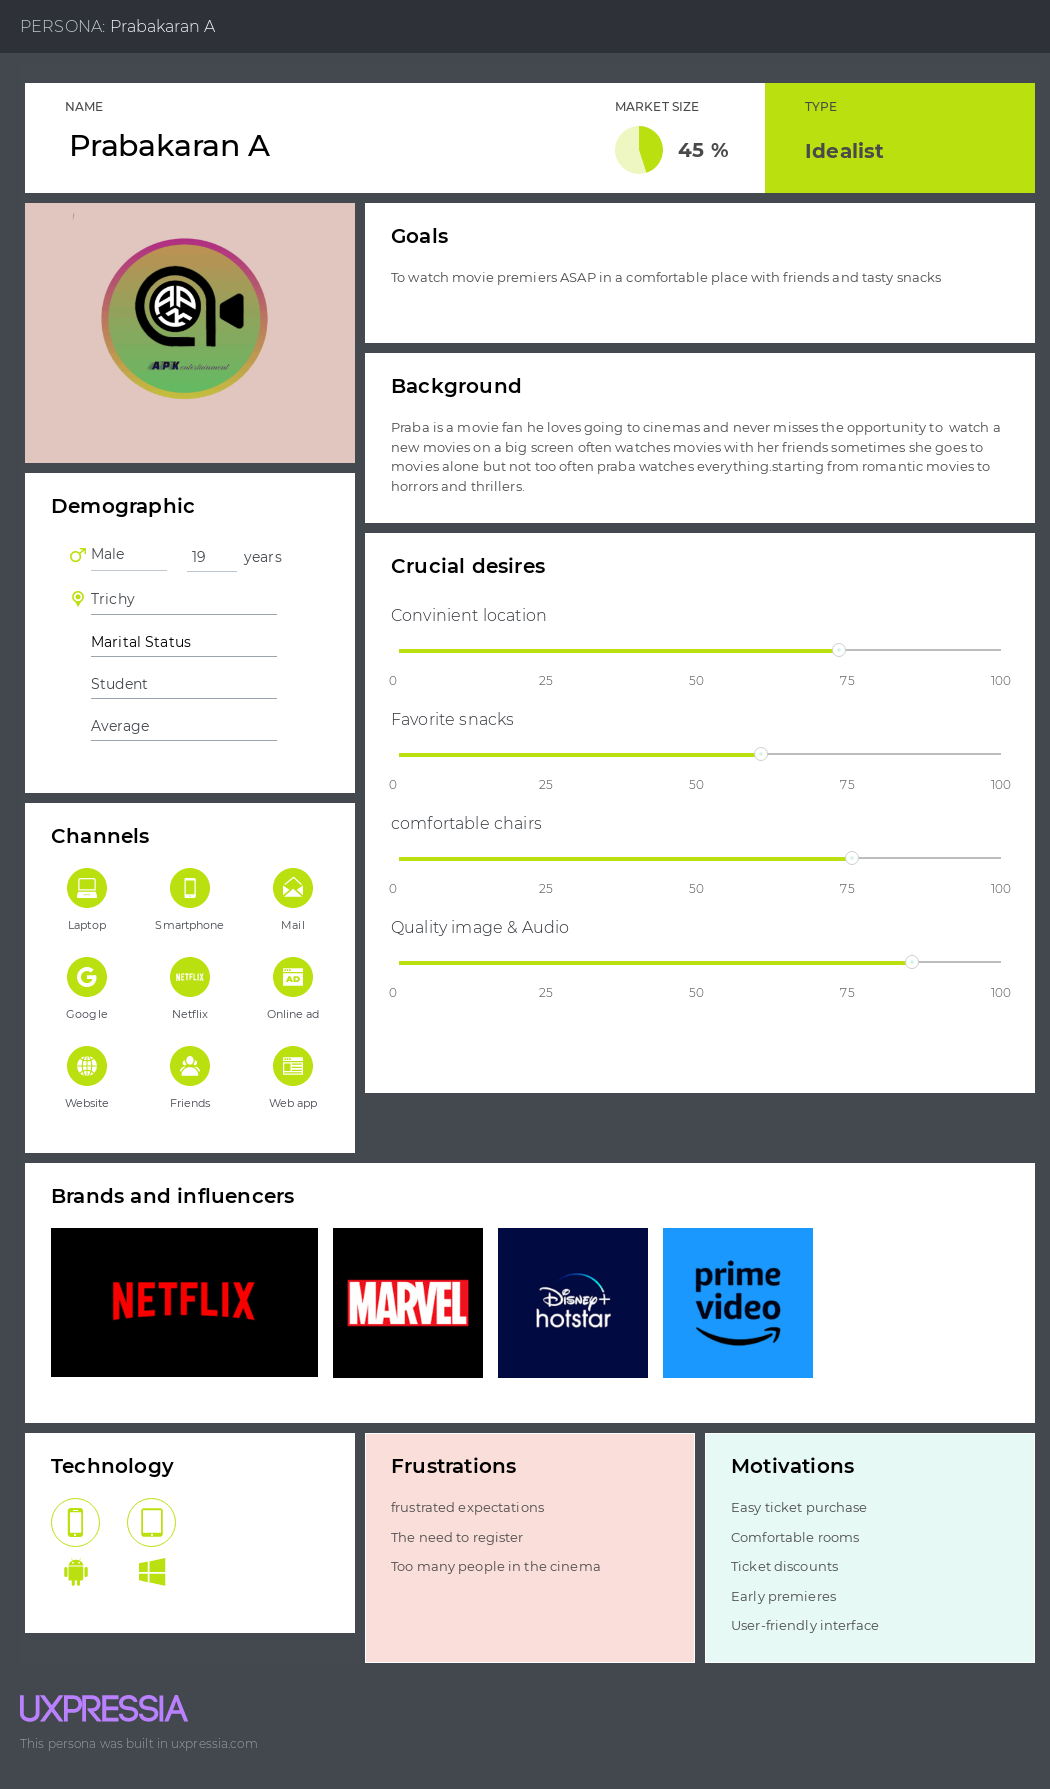 PERSONA: Prabakaran A
NAME
Prabakaran A
MARKET SIZE
45 %
TYPE
Idealist
APK entertainment
Goals
To watch movie premiers ASAP in a comfortable place with friends and tasty snacks
Background
Praba is a movie fan he loves going to cinemas and never misses the opportunity to  watch a
new movies on a big screen often watches movies with her friends sometimes she goes to
movies alone but not too often praba watches everything.starting from romantic movies to
horrors and thrillers.
Demographic
Male 19 years
Trichy
Marital Status
Student
Average
Crucial desires
Convinient location
0 25 50 75 100
Favorite snacks
0 25 50 75 100
comfortable chairs
0 25 50 75 100
Quality image & Audio
0 25 50 75 100
Channels
Laptop Smartphone Mail
NETFLIX AD
Google Netflix Online ad
Website Friends Web app
Brands and influencers
NETFLIX
MARVEL
Disney+
hotstar
prime
video
Technology
Frustrations
frustrated expectations
The need to register
Too many people in the cinema
Motivations
Easy ticket purchase
Comfortable rooms
Ticket discounts
Early premieres
User-friendly interface
UXPRESSIA
This persona was built in uxpressia.com